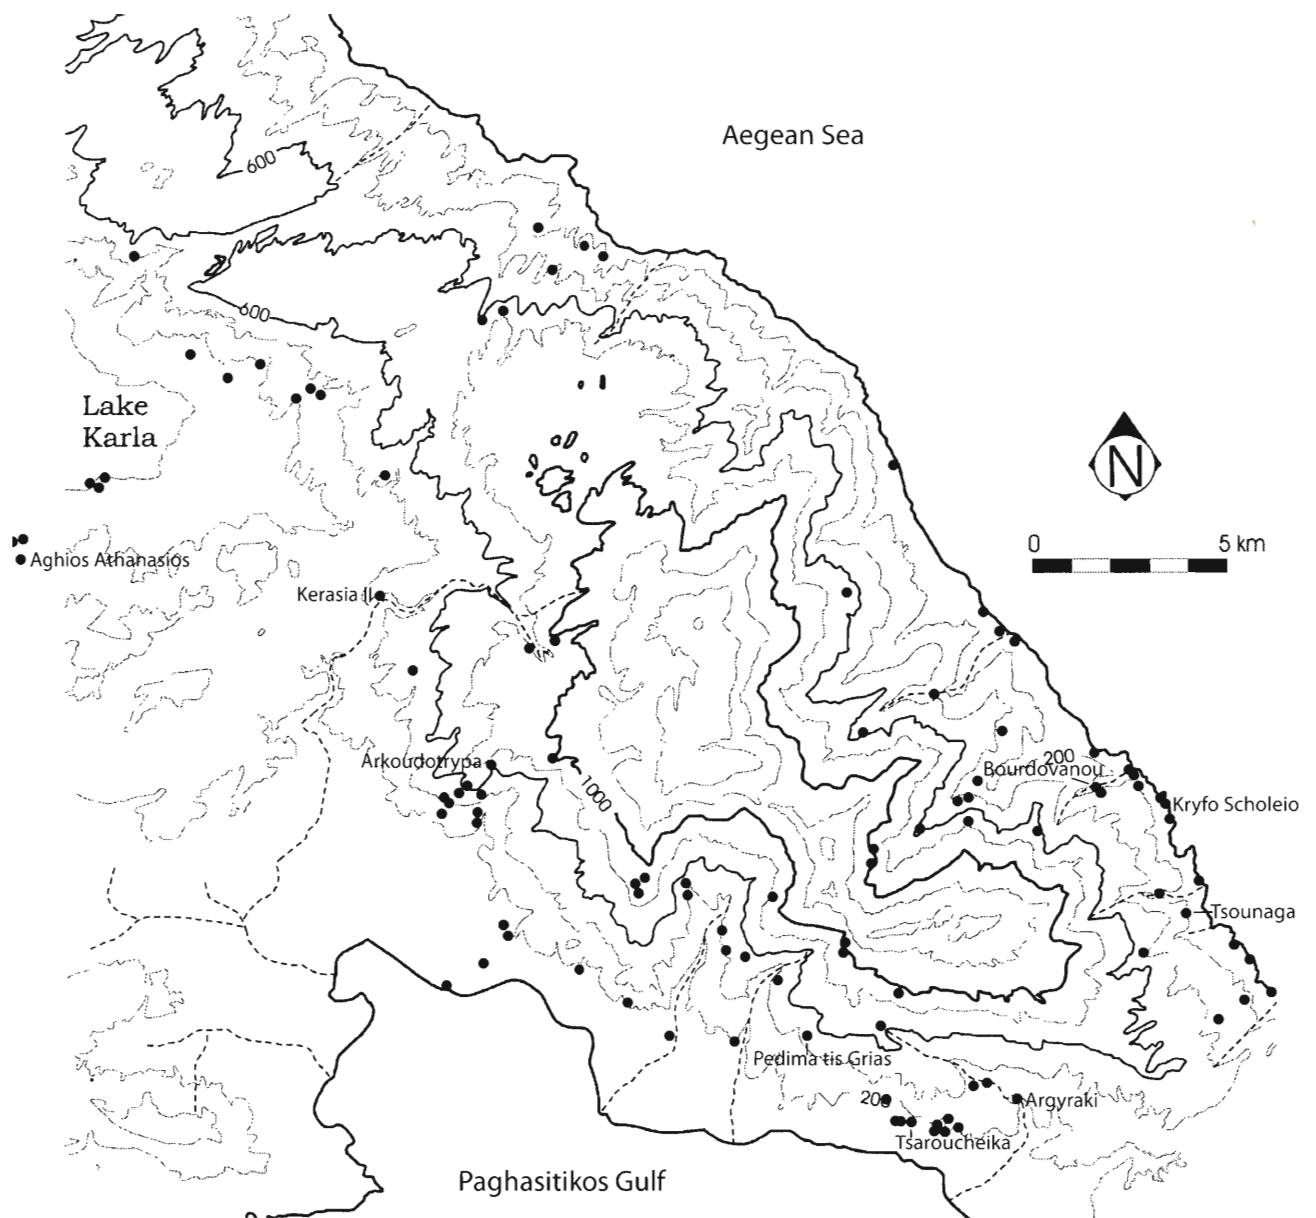 Aegean Sea
600
600
Lake
Karla
N
0 5 km
Aghios Athanasios
Kerasia II
Arkoudotrypa
1000
200
Bourdovanou
Kryfo Scholeio
Tsounaga
Pedima tis Grias
200
Argyraki
Tsaroucheika
Paghasitikos Gulf